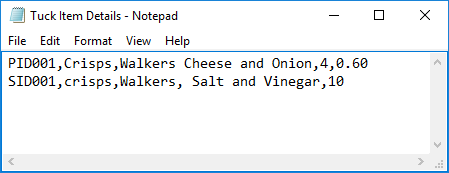 Tuck Item Details - Notepad
File Edit Format View Help
PID001,Crisps,Walkers Cheese and Onion,4,0.60
SID001,crisps,Walkers, Salt and Vinegar,10